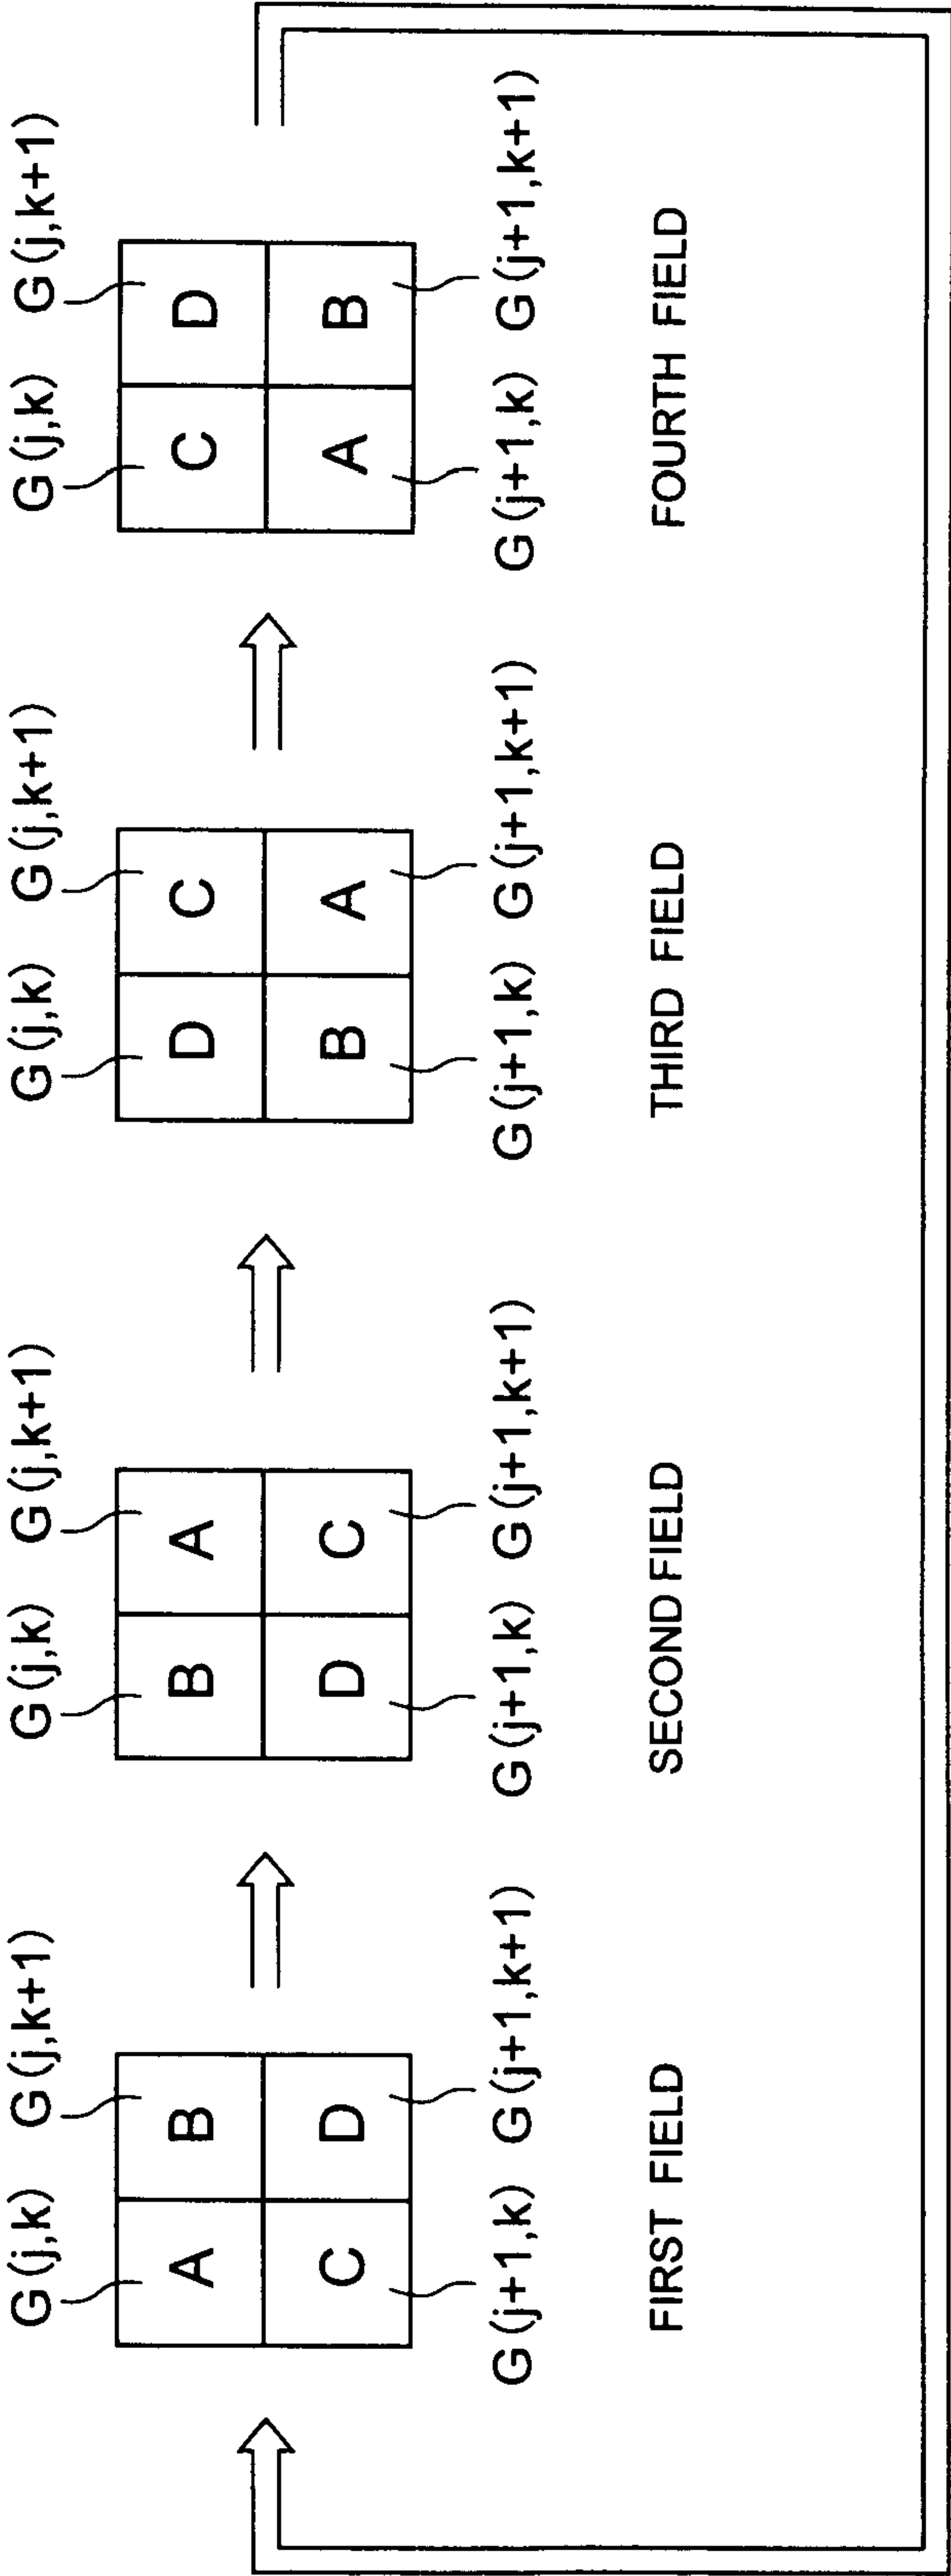 G(j,k) G(j,k+1)
A B
C D
G(j+1,k) G(j+1,k+1)
FIRST FIELD
G(j,k) G(j,k+1)
B A
D C
G(j+1,k) G(j+1,k+1)
SECOND FIELD
G(j,k) G(j,k+1)
D C
B A
G(j+1,k) G(j+1,k+1)
THIRD FIELD
G(j,k) G(j,k+1)
C D
A B
G(j+1,k) G(j+1,k+1)
FOURTH FIELD